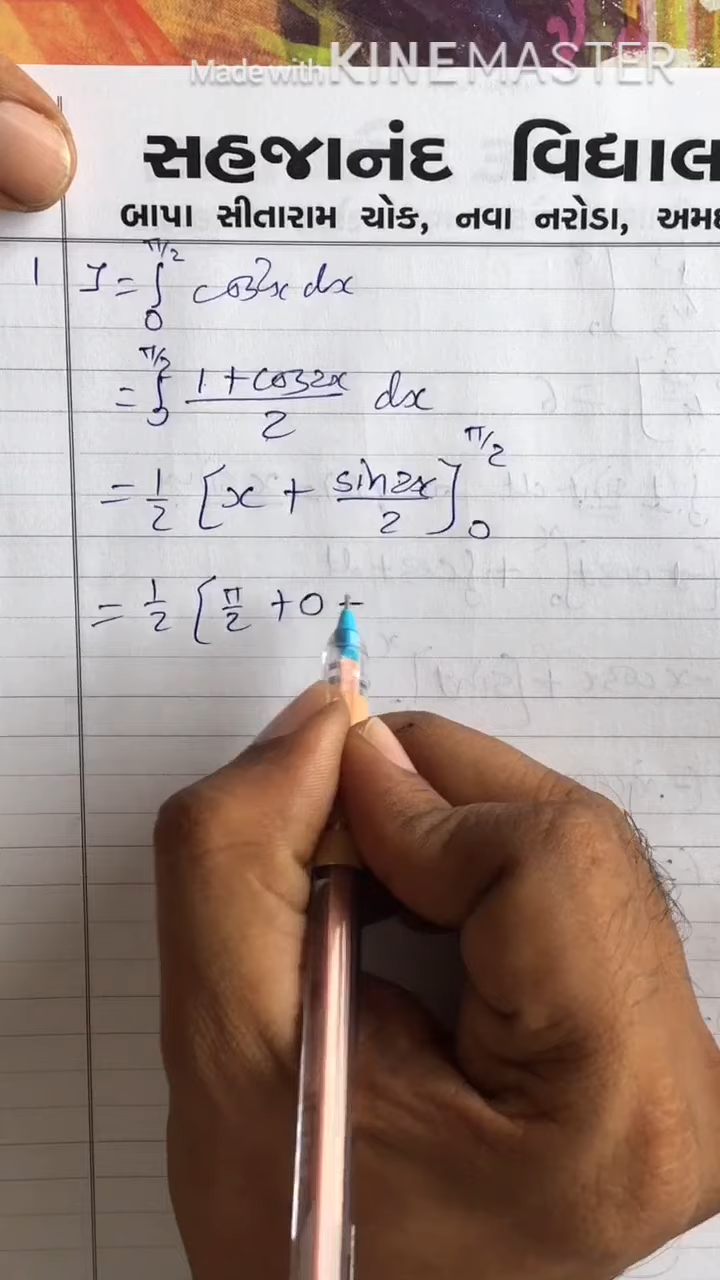 Made with KINEMASTER
સહજાનંદ વિદ્યાલ
બાપા સીતારામ ચોક, નવા નરોડા, અમદ
1 I = ∫₀^{π/2} cos²x dx
= ∫₀^{π/2} (1 + cos2x)/2 dx
= 1/2 [x + sin2x/2]₀^{π/2}
= 1/2 [π/2 + 0 -